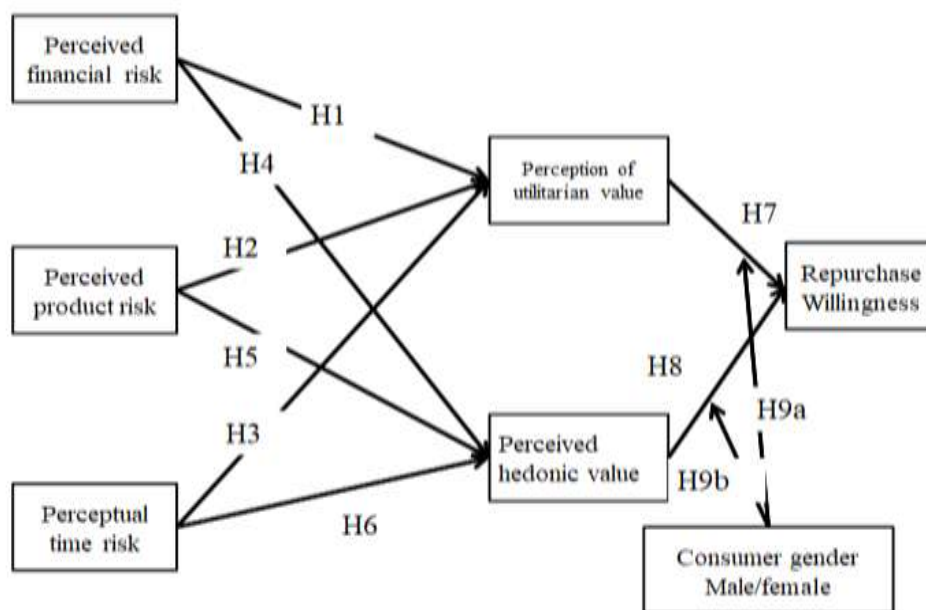 Perceived
financial risk
H1
H4
Perception of
utilitarian value
H7
H2
Perceived
product risk
Repurchase
Willingness
H5
H8
H3
H9a
Perceived
hedonic value
H9b
Perceptual
time risk
H6
Consumer gender
Male/female